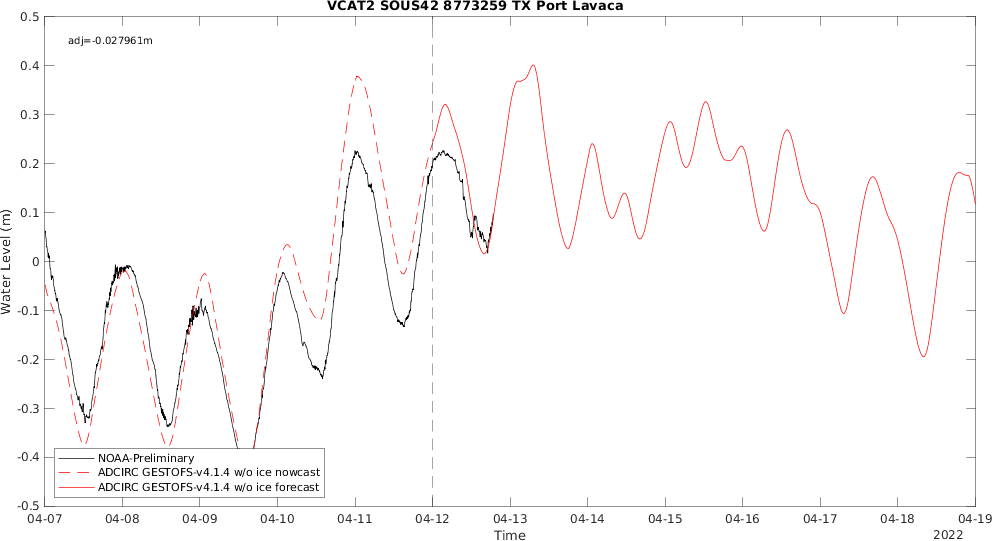 VCAT2 SOUS42 8773259 TX Port Lavaca
adj=-0.027961m
Water Level (m)
0.5
0.4
0.3
0.2
0.1
0
-0.1
-0.2
-0.3
-0.4
-0.5
NOAA-Preliminary
ADCIRC GESTOFS-v4.1.4 w/o ice nowcast
ADCIRC GESTOFS-v4.1.4 w/o ice forecast
04-07 04-08 04-09 04-10 04-11 04-12 04-13 04-14 04-15 04-16 04-17 04-18 04-19
Time
2022